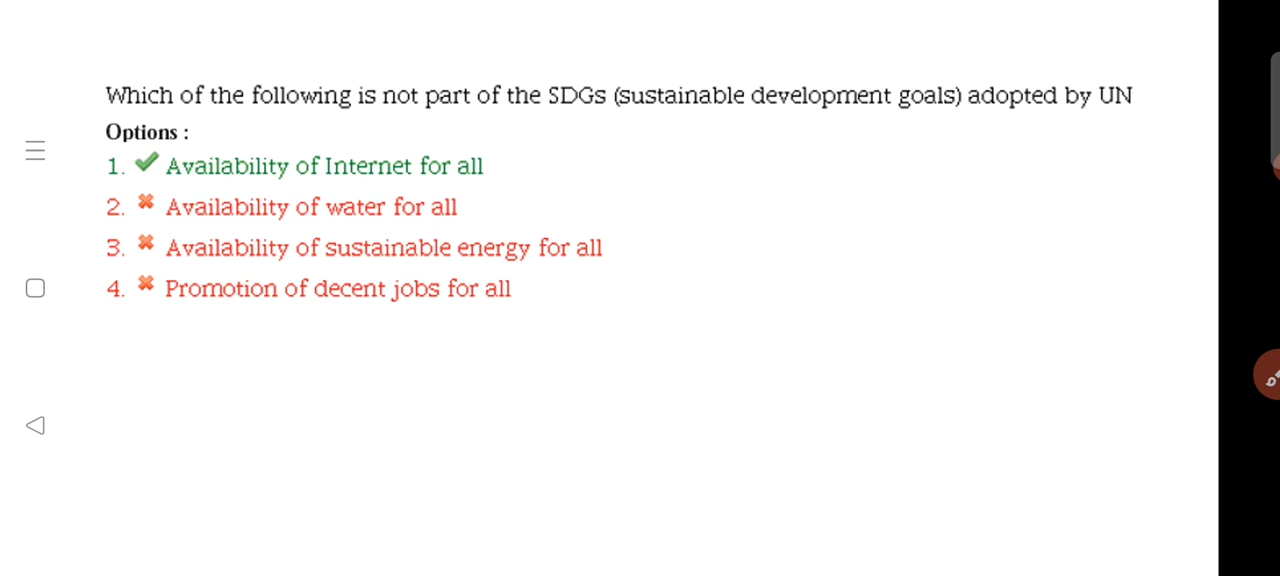 Which of the following is not part of the SDGs (sustainable development goals) adopted by UN
Options :
1. Availability of Internet for all
2. Availability of water for all
3. Availability of sustainable energy for all
4. Promotion of decent jobs for all